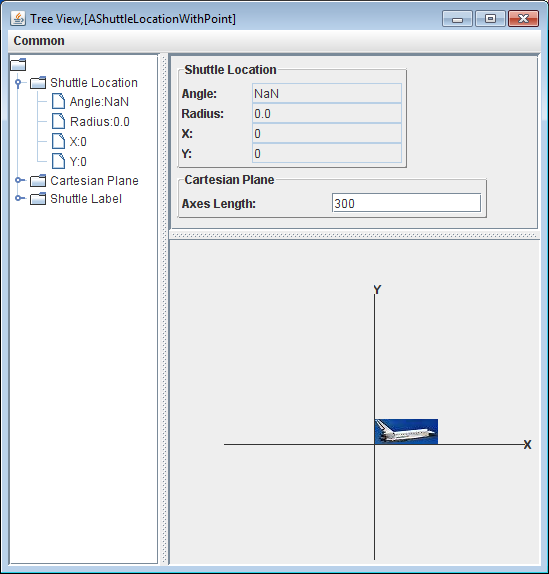 Tree View,[AShuttleLocationWithPoint]
Common
Shuttle Location
Angle:NaN
Radius:0.0
X:0
Y:0
Cartesian Plane
Shuttle Label
Shuttle Location
Angle: NaN
Radius: 0.0
X: 0
Y: 0
Cartesian Plane
Axes Length: 300
Y
X